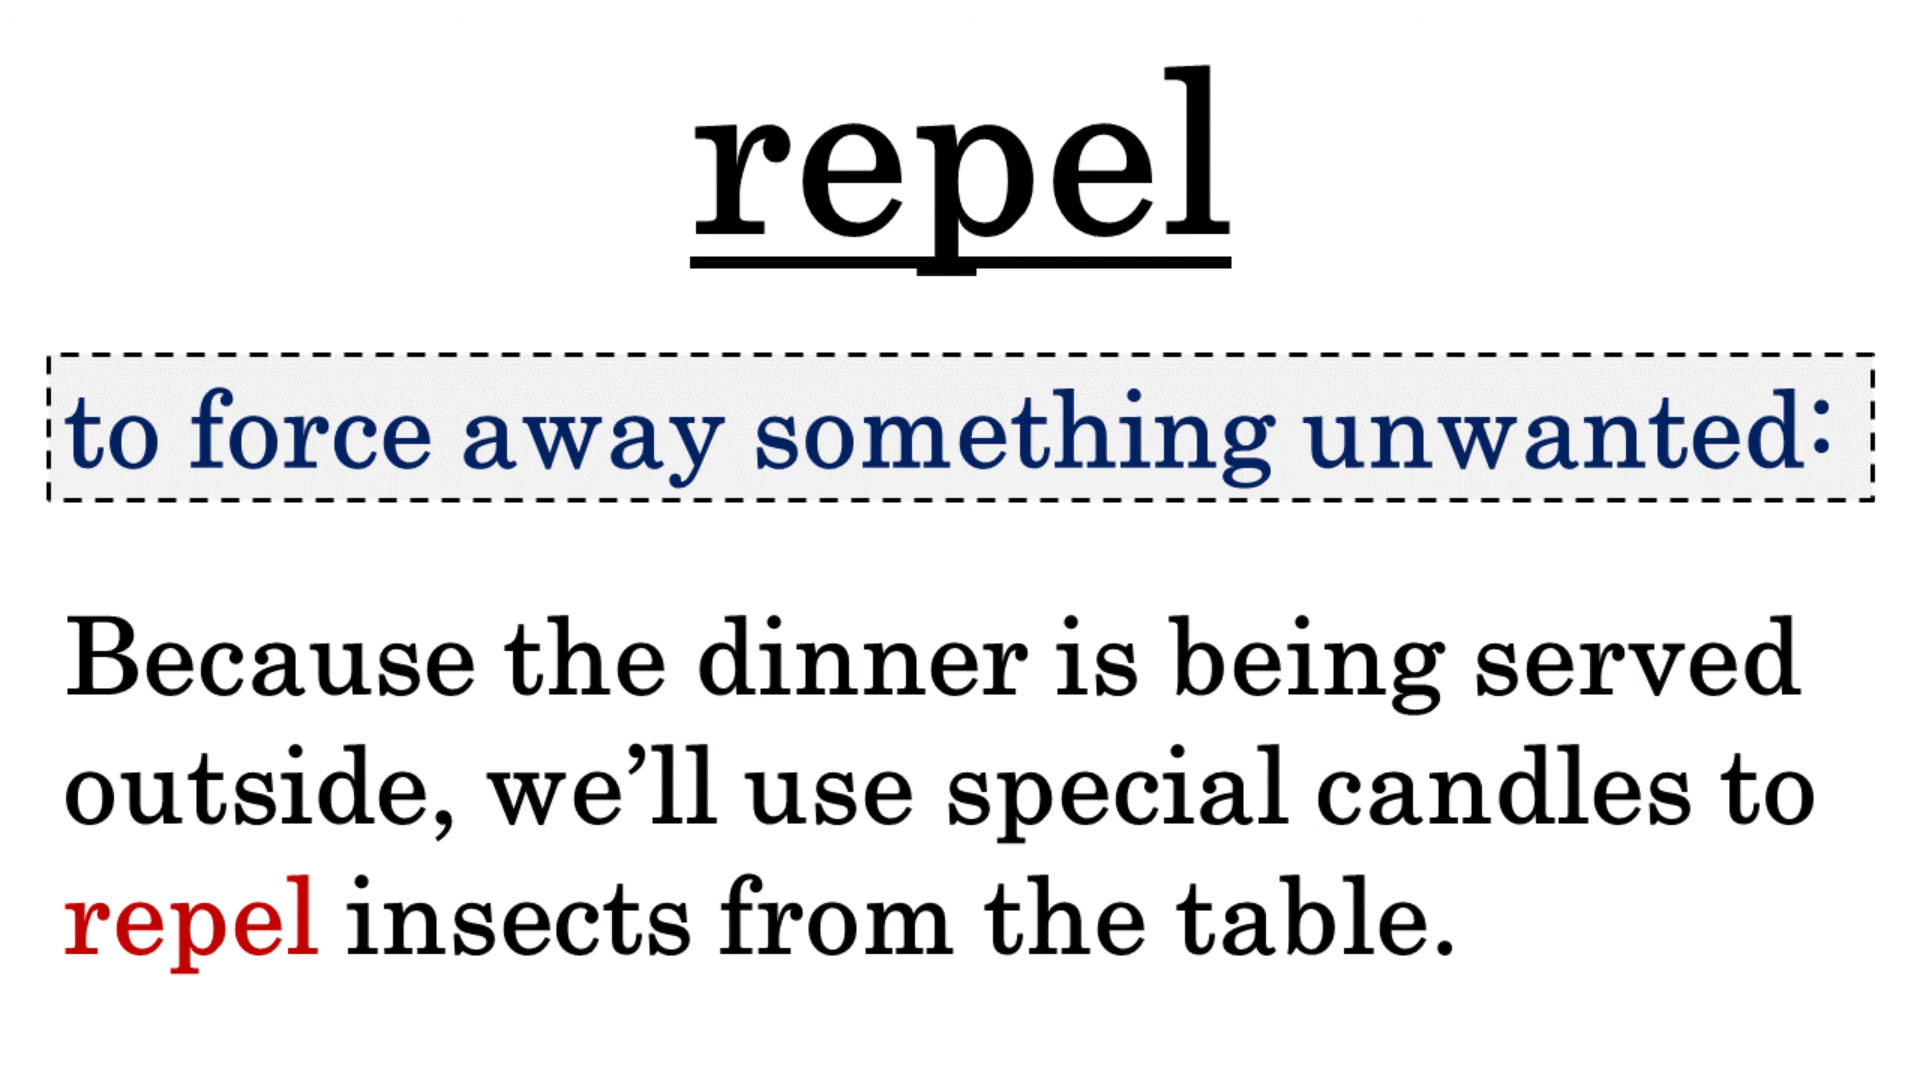 repel
to force away something unwanted:
Because the dinner is being served
outside, we’ll use special candles to
repel insects from the table.